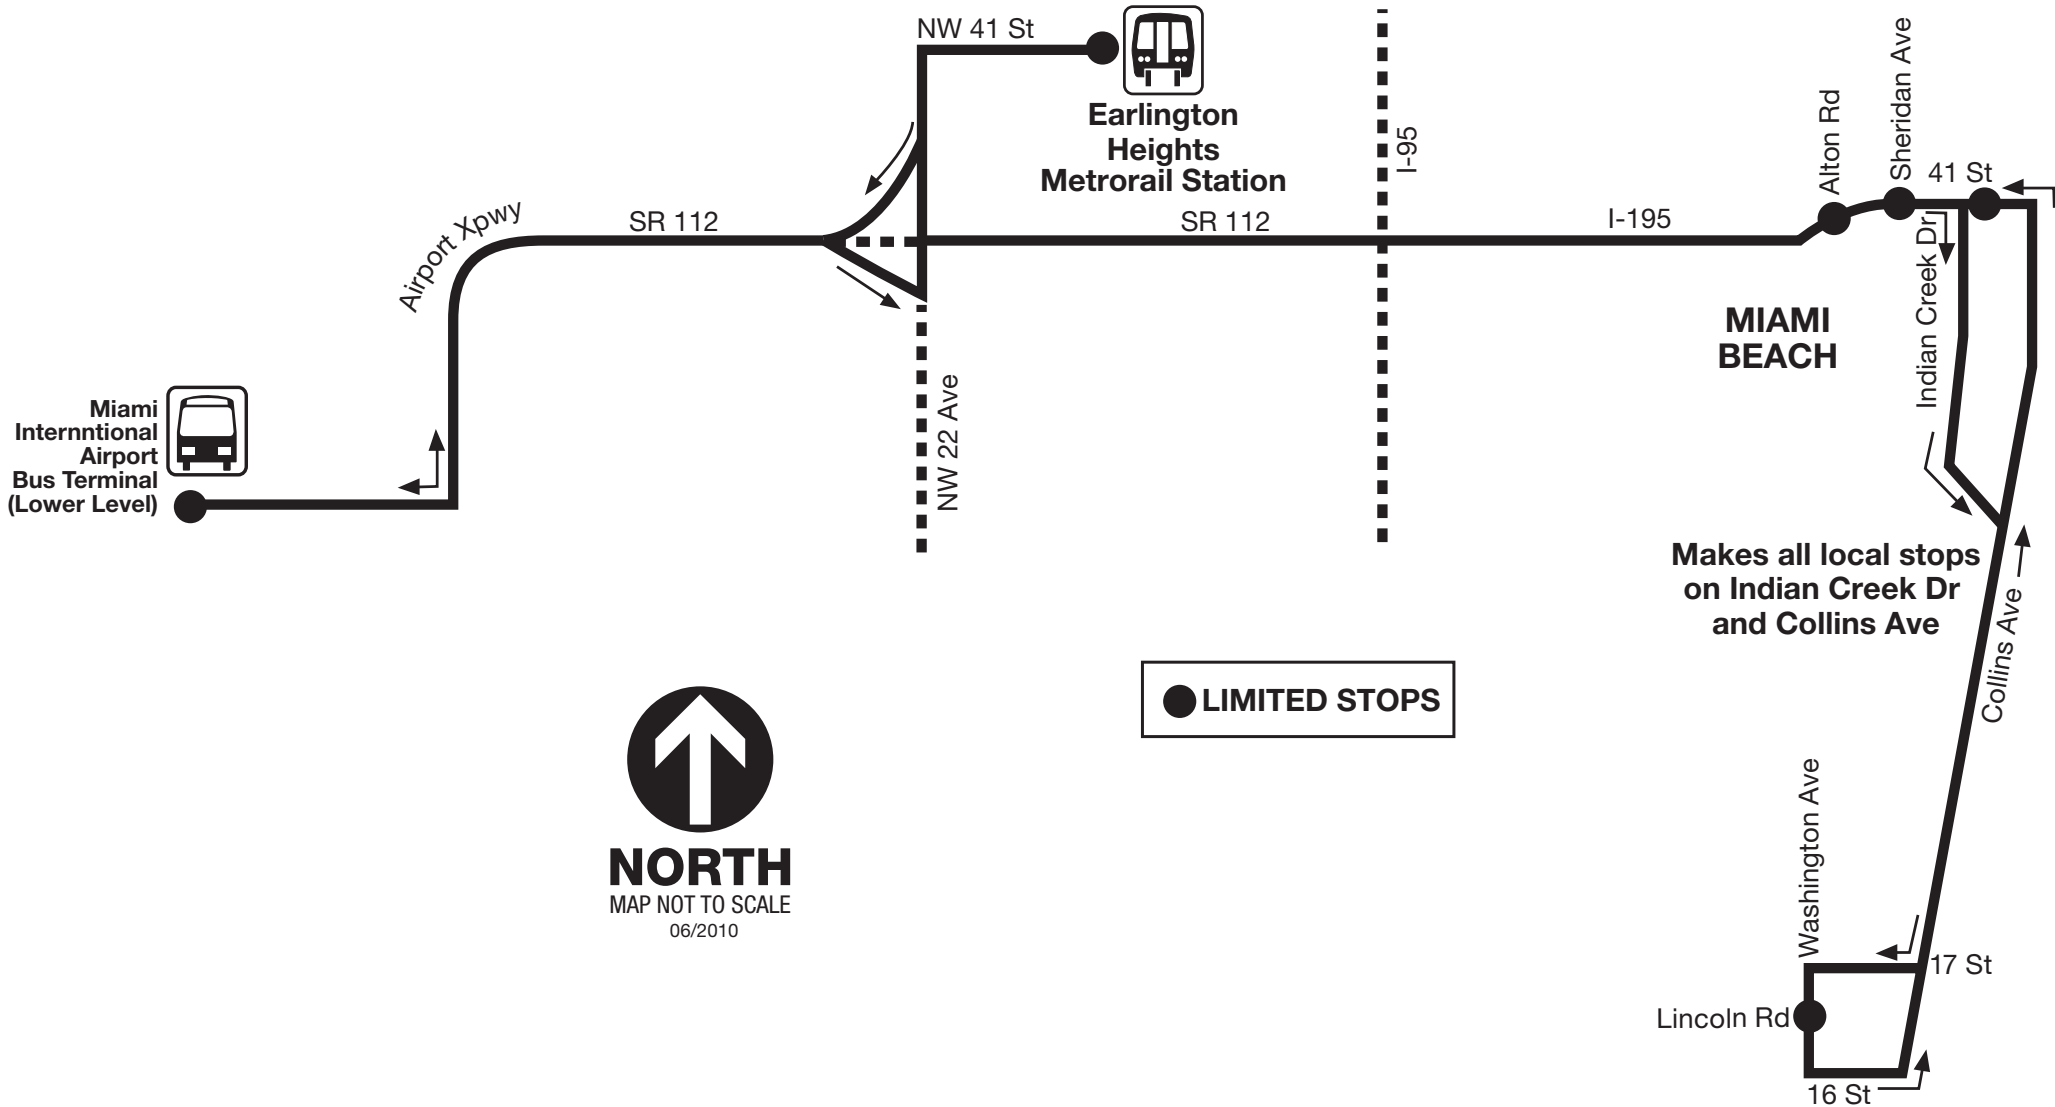 NW 41 St
Earlington
Heights
Metrorail Station
I-95
Alton Rd
Sheridan Ave
41 St
Airport Xpwy
SR 112
SR 112
I-195
Indian Creek Dr
MIAMI
BEACH
Miami
Internntional
Airport
Bus Terminal
(Lower Level)
NW 22 Ave
Makes all local stops
on Indian Creek Dr
and Collins Ave
Collins Ave
LIMITED STOPS
NORTH
MAP NOT TO SCALE
06/2010
Washington Ave
17 St
Lincoln Rd
16 St